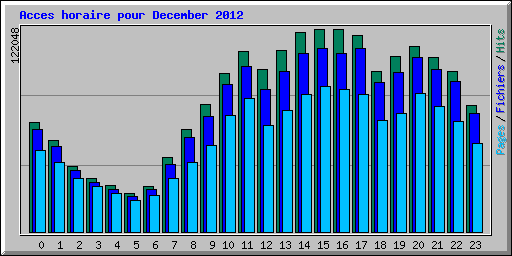 Acces horaire pour December 2012
122048
Pages / Fichiers / Hits
0 1 2 3 4 5 6 7 8 9 10 11 12 13 14 15 16 17 18 19 20 21 22 23